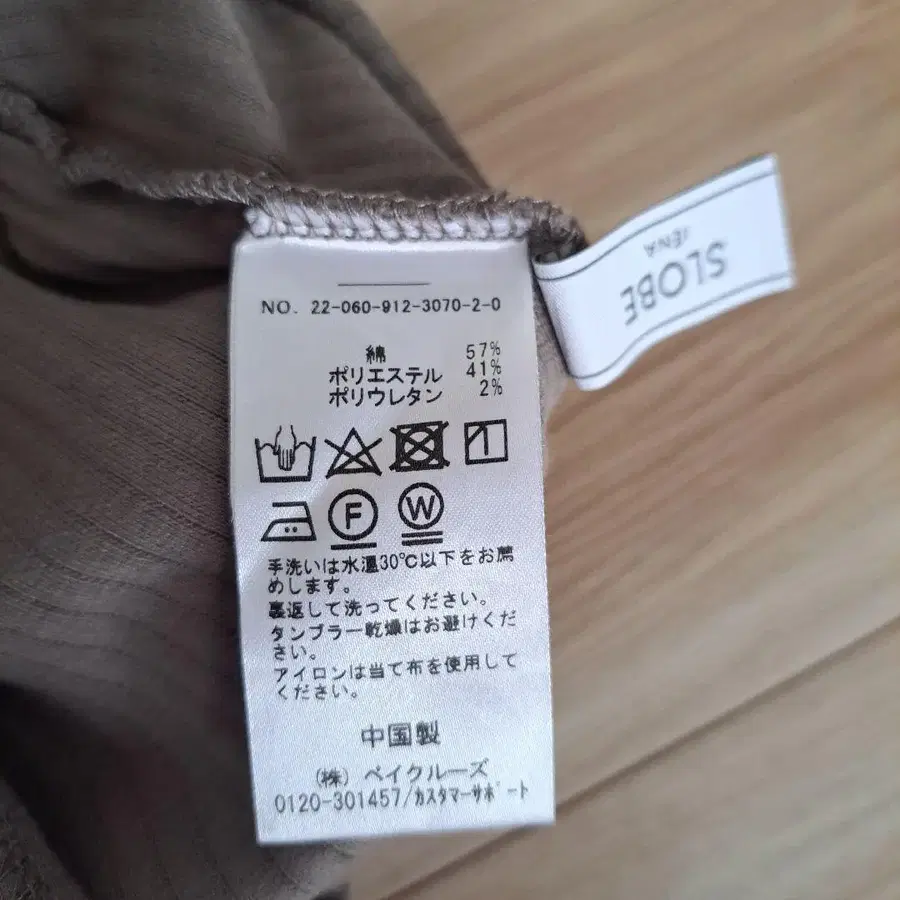 NO. 22-060-912-3070-2-0
綿 57%
ポリエステル 41%
ポリウレタン 2%
F W
手洗いは水温30℃以下をお薦
めします。
裏返して洗ってください。
タンブラー乾燥はお避けくだ
さい。
アイロンは当て布を使用して
ください。
中国製
(株) ベイクルーズ
0120-301457/カスタマーサポート
SLOBE
IENA